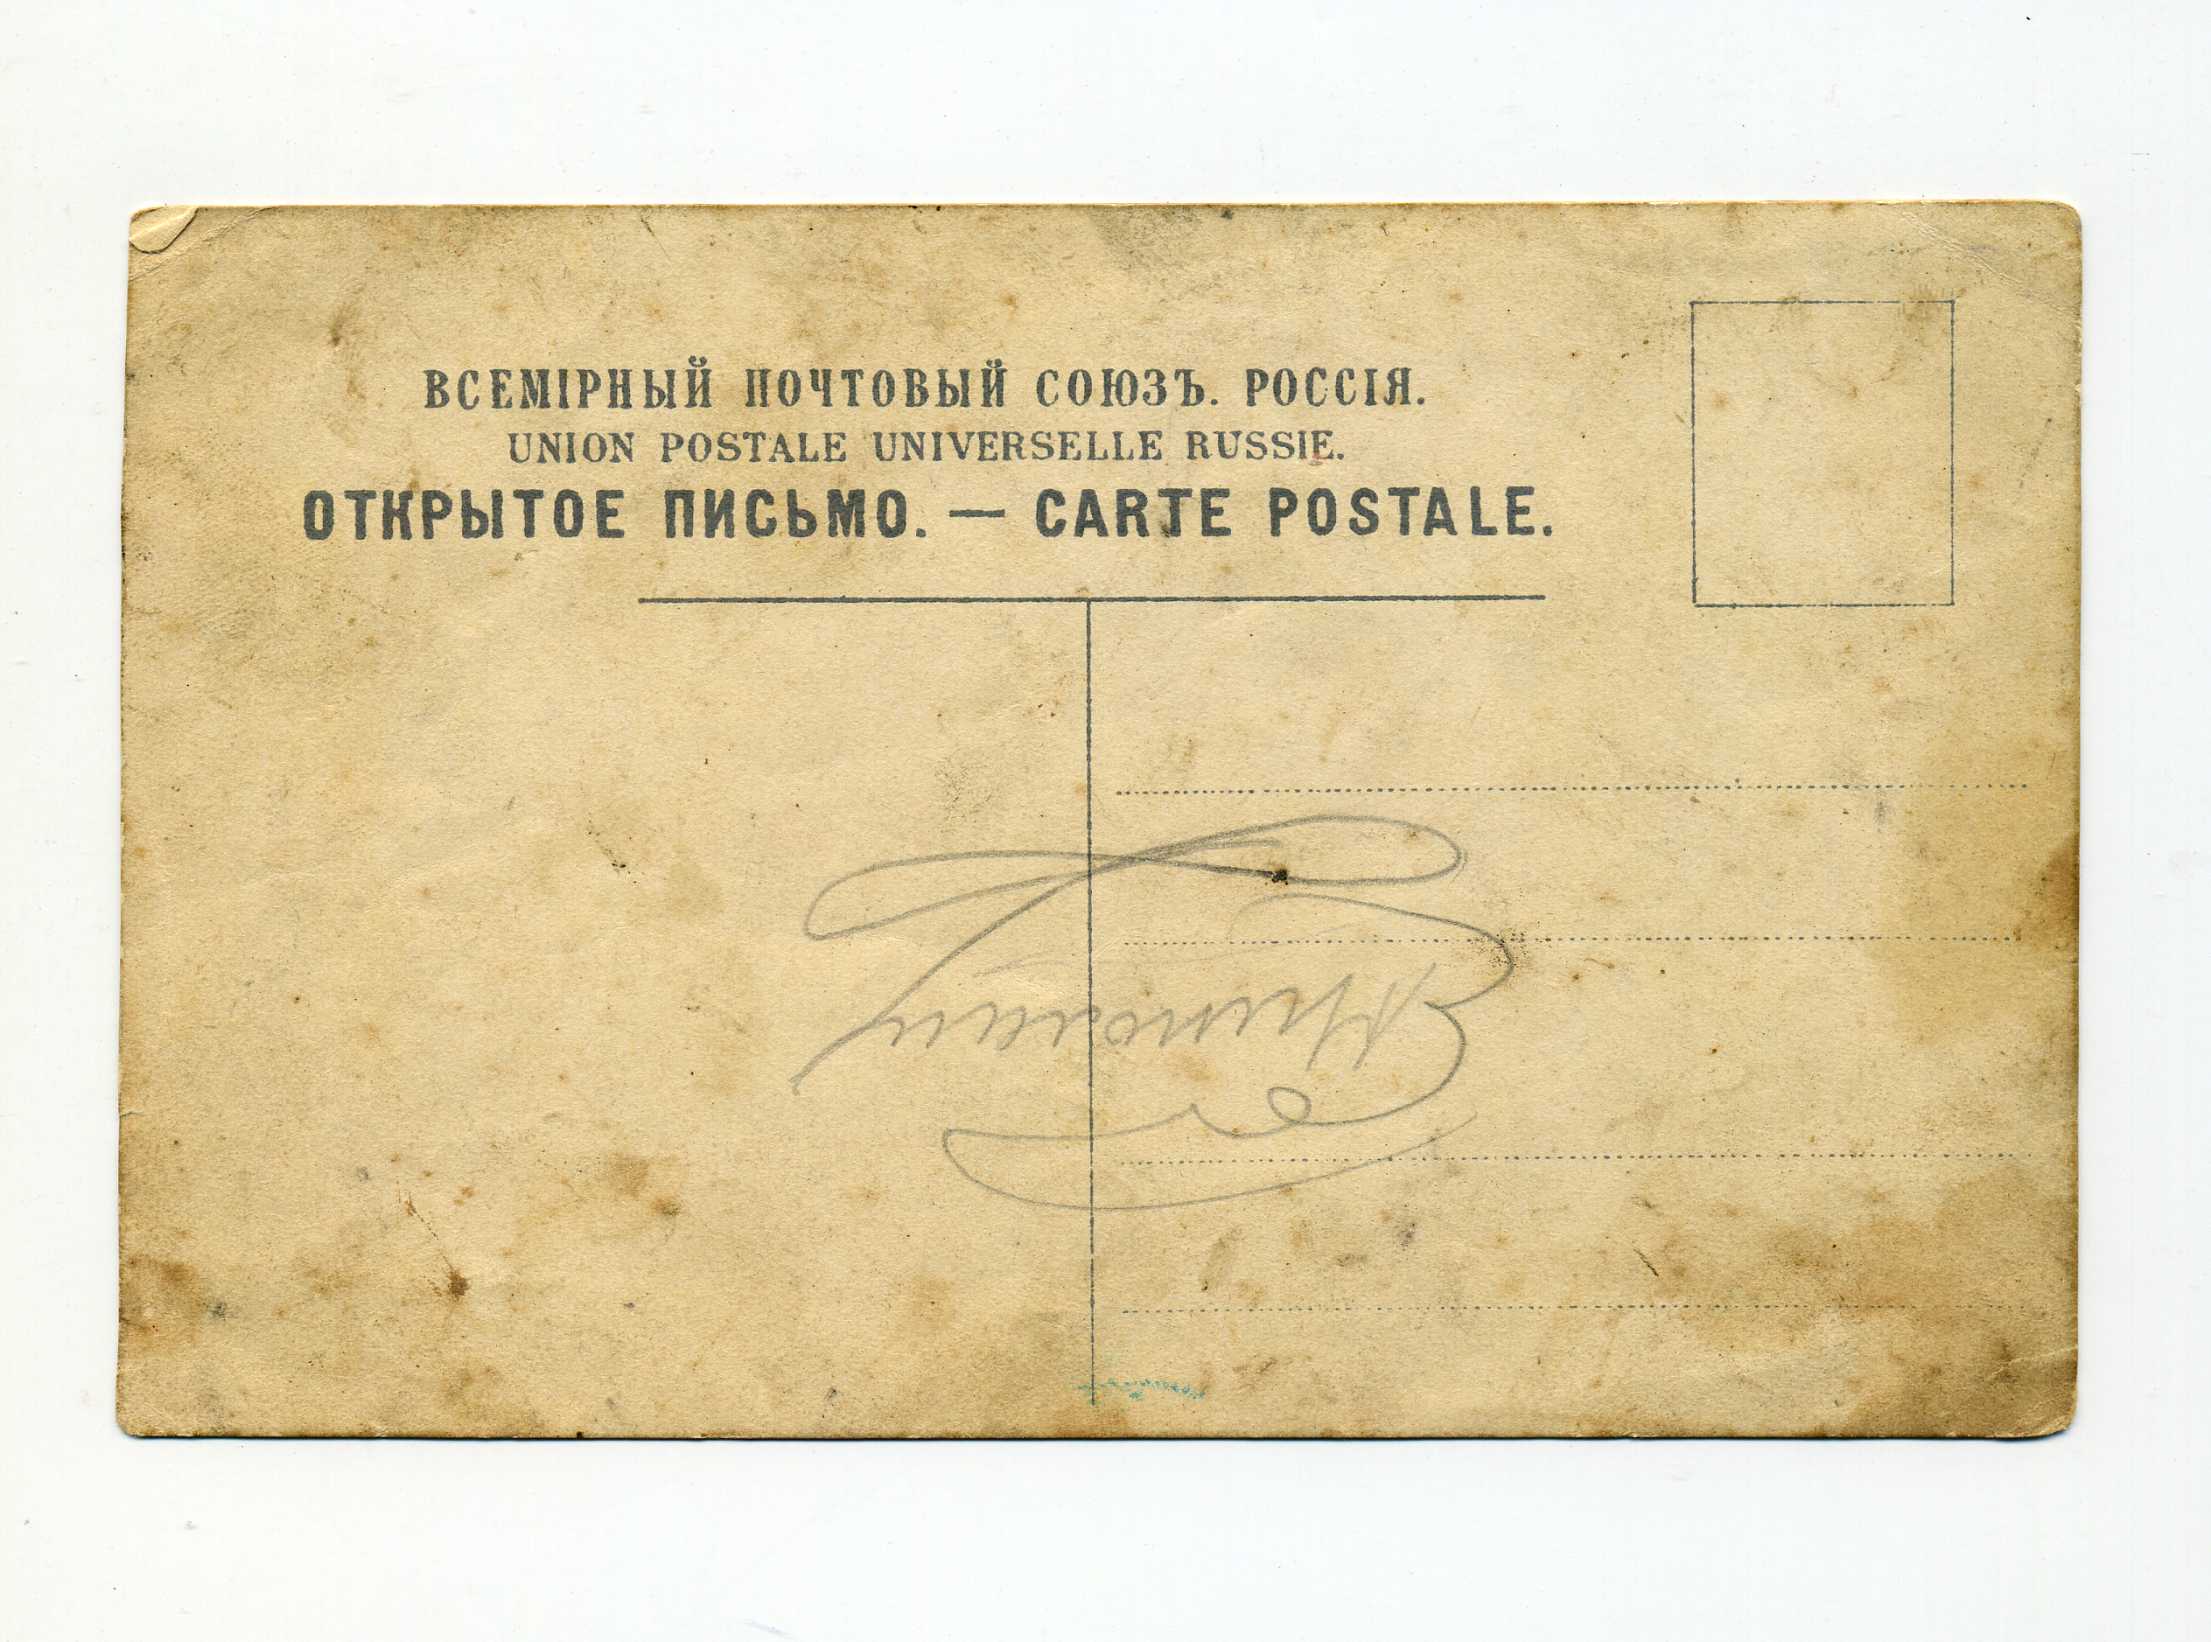 ВСЕМІРНЫЙ ПОЧТОВЫЙ СОЮЗЪ. РОССІЯ.
UNION POSTALE UNIVERSELLE RUSSIE.
ОТКРЫТОЕ ПИСЬМО. — CARTE POSTALE.